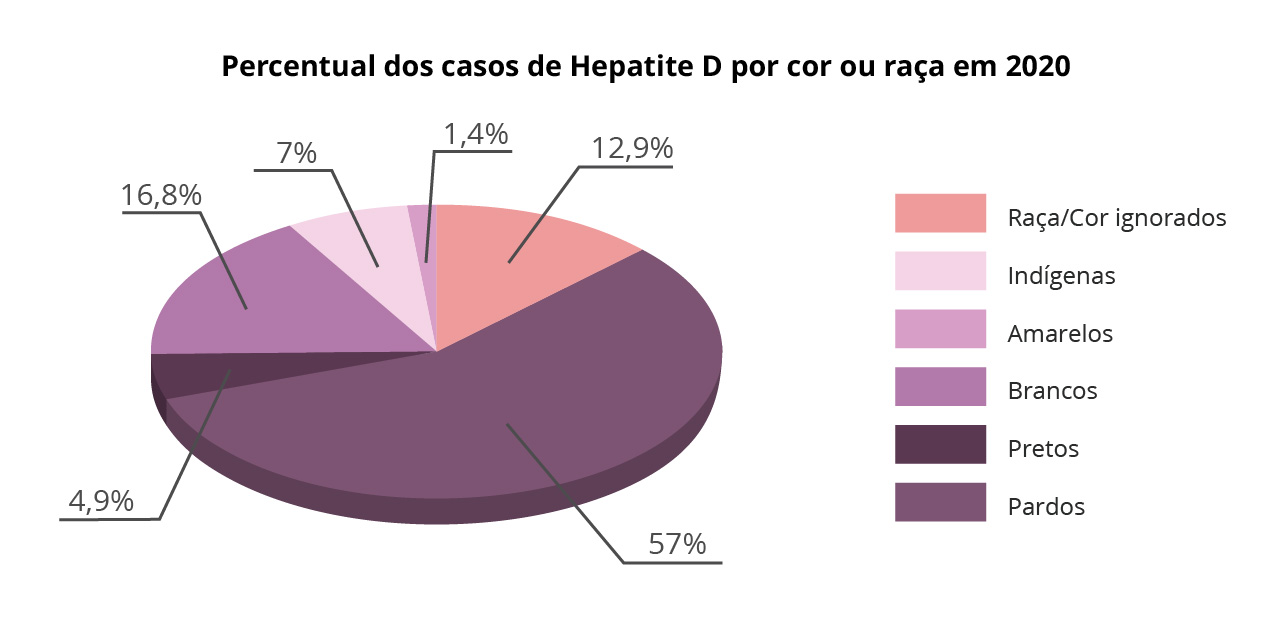 Percentual dos casos de Hepatite D por cor ou raça em 2020
1,4%
7%
12,9%
16,8%
4,9%
57%
Raça/Cor ignorados
Indígenas
Amarelos
Brancos
Pretos
Pardos